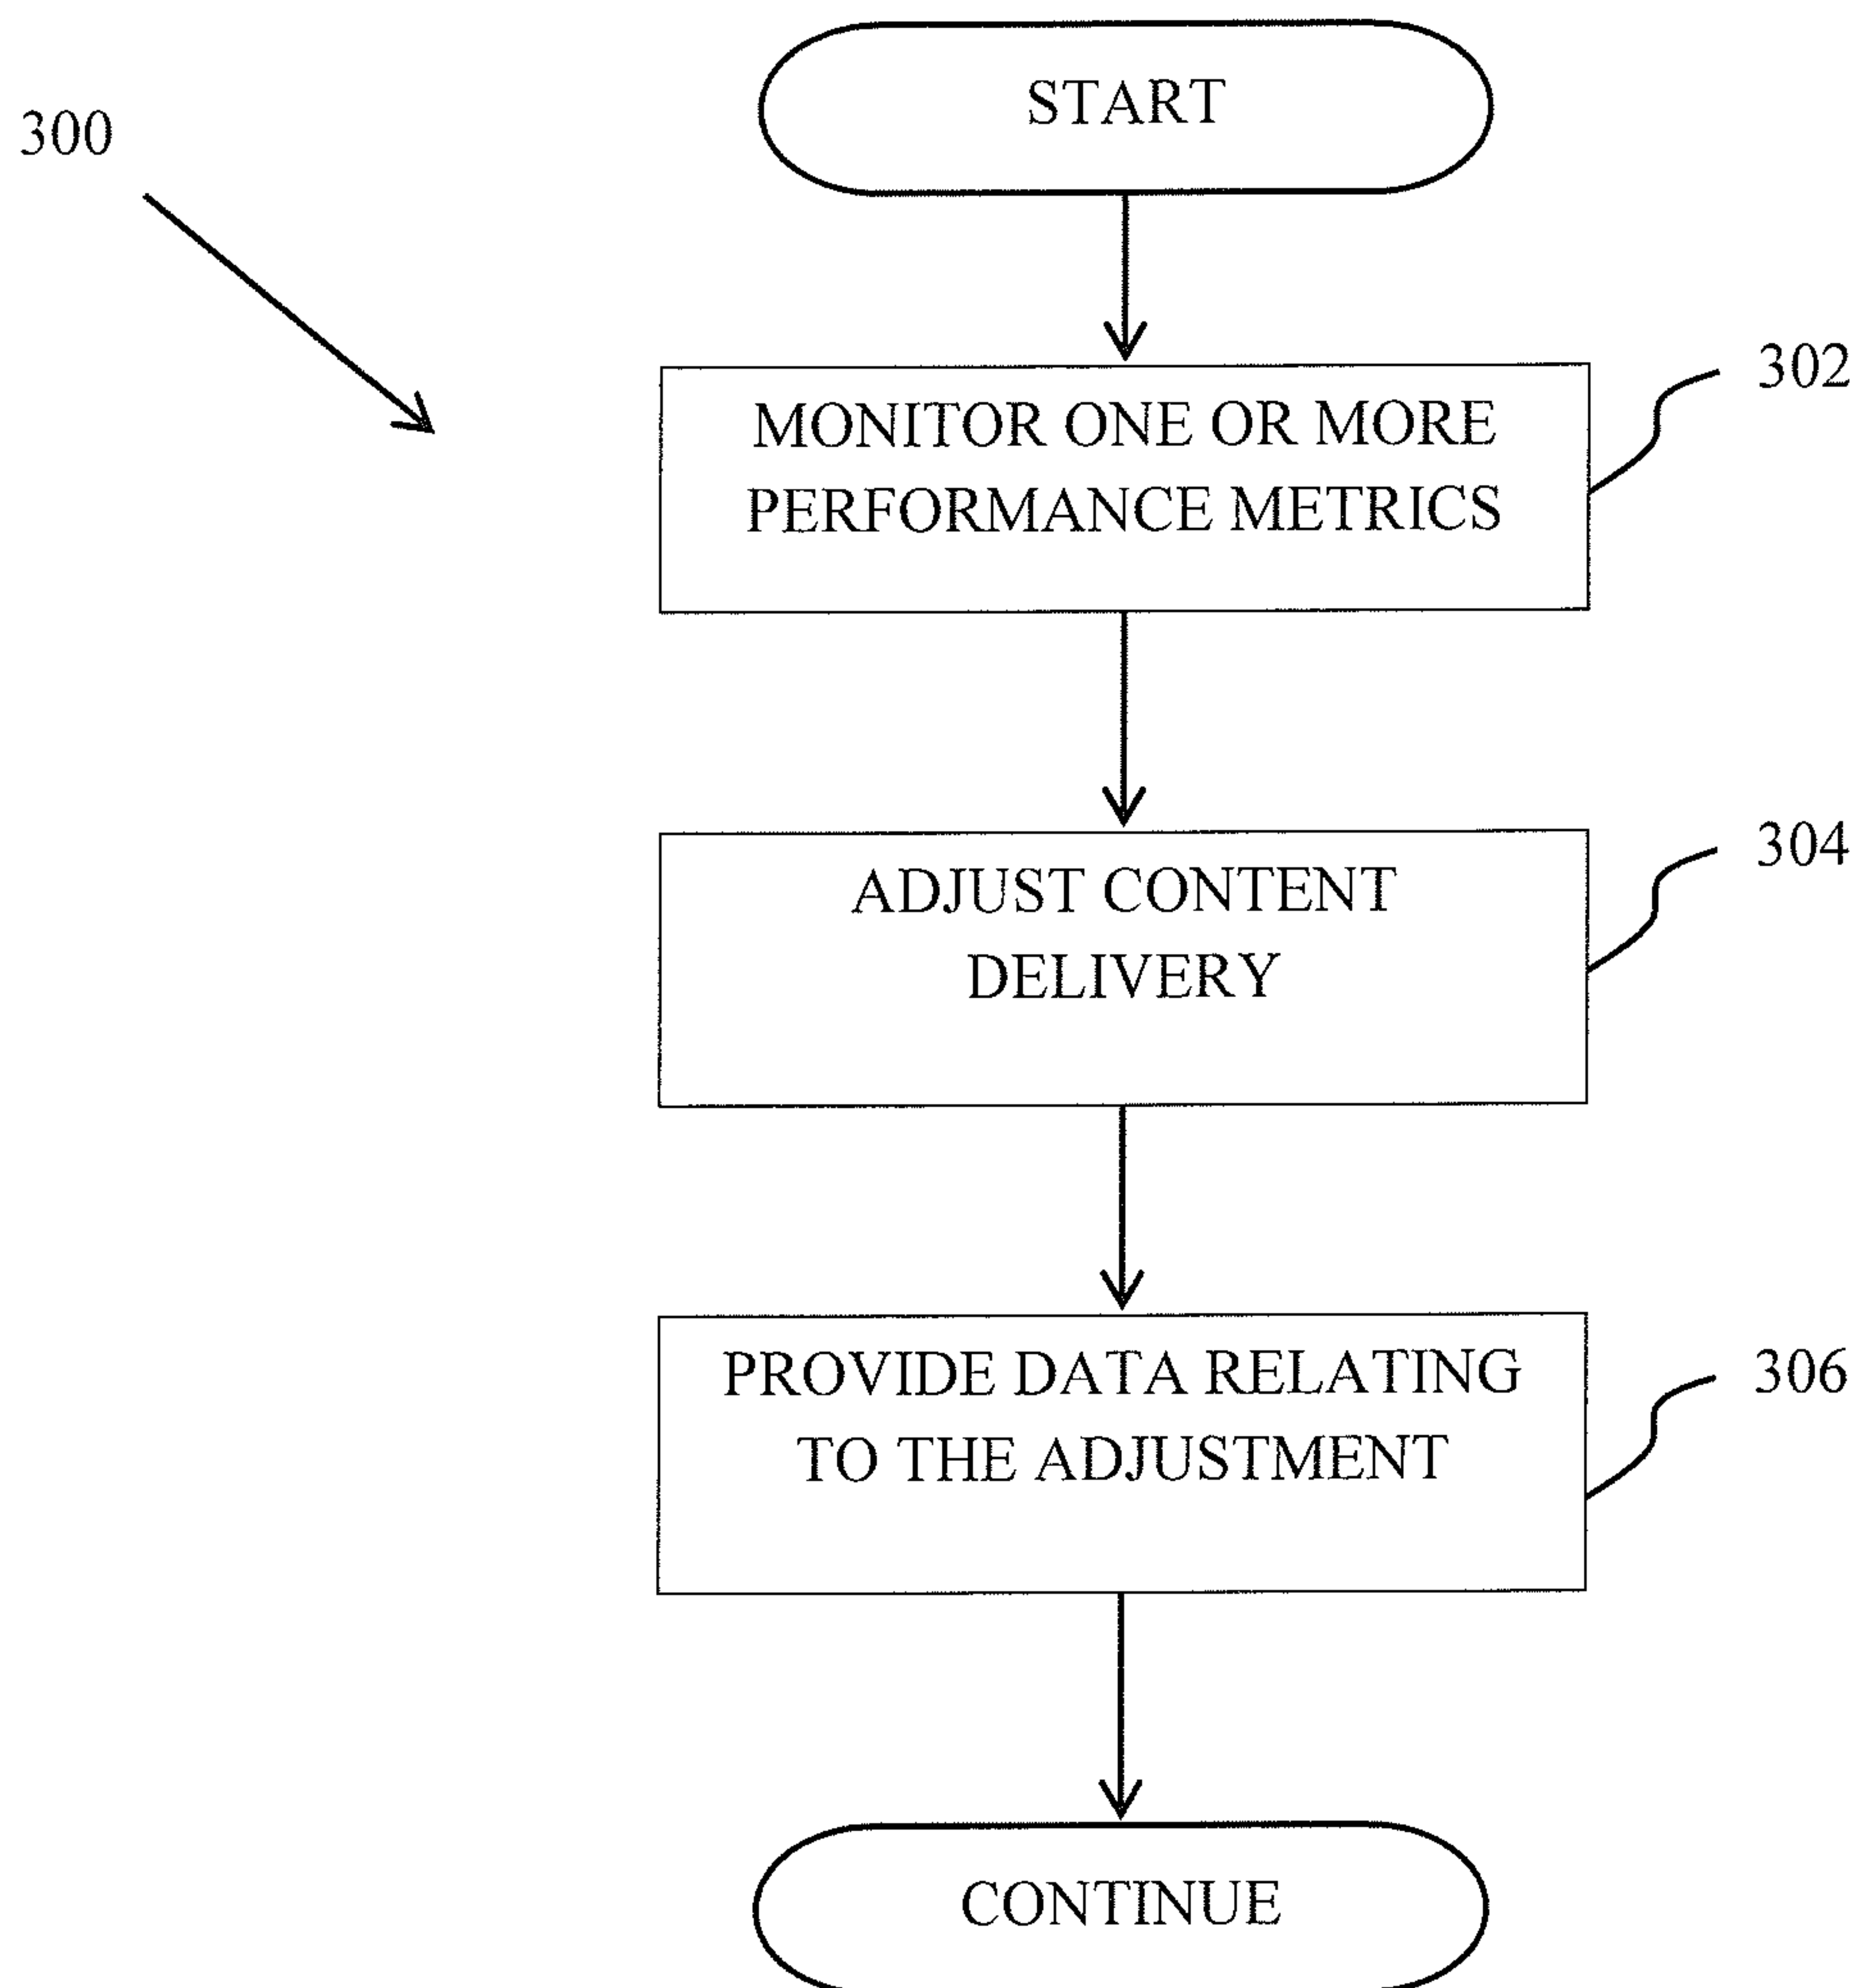 START
300
MONITOR ONE OR MORE
PERFORMANCE METRICS
302
ADJUST CONTENT
DELIVERY
304
PROVIDE DATA RELATING
TO THE ADJUSTMENT
306
CONTINUE